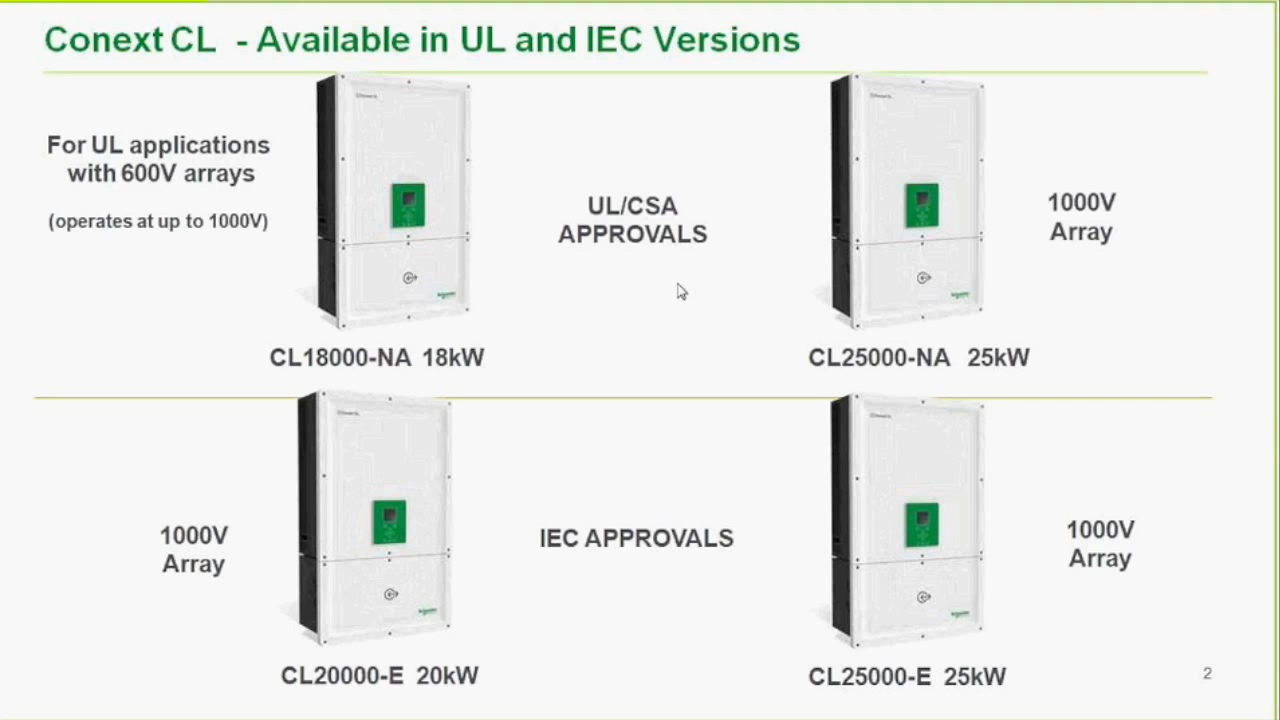 Conext CL - Available in UL and IEC Versions
For UL applications
with 600V arrays
(operates at up to 1000V)
UL/CSA
APPROVALS
1000V
Array
CL18000-NA 18kW
CL25000-NA 25kW
1000V
Array
IEC APPROVALS
1000V
Array
CL20000-E 20kW
CL25000-E 25kW
2